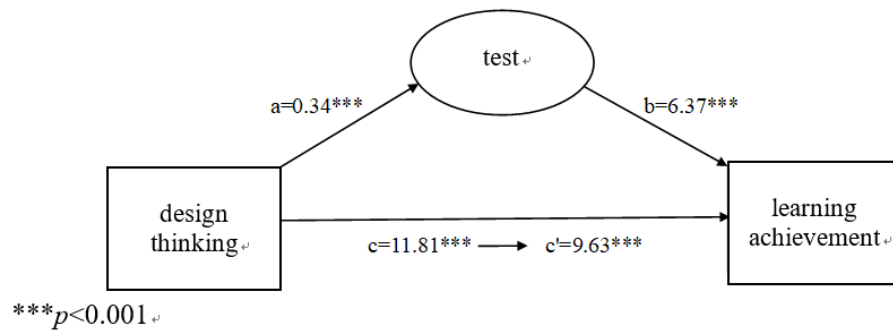 test
a=0.34***
b=6.37***
design
thinking
learning
achievement
c=11.81*** → c'=9.63***
***p<0.001